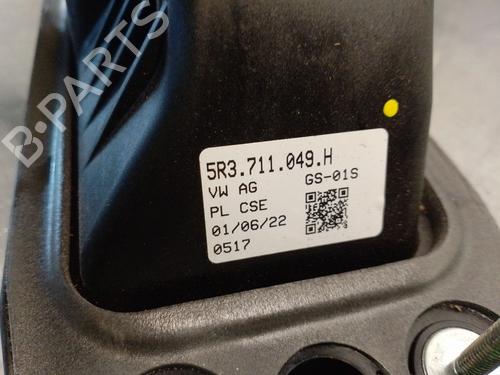 B-PARTS
5R3.711.049.H
VW AG GS-01S
PL CSE
01/06/22
0517